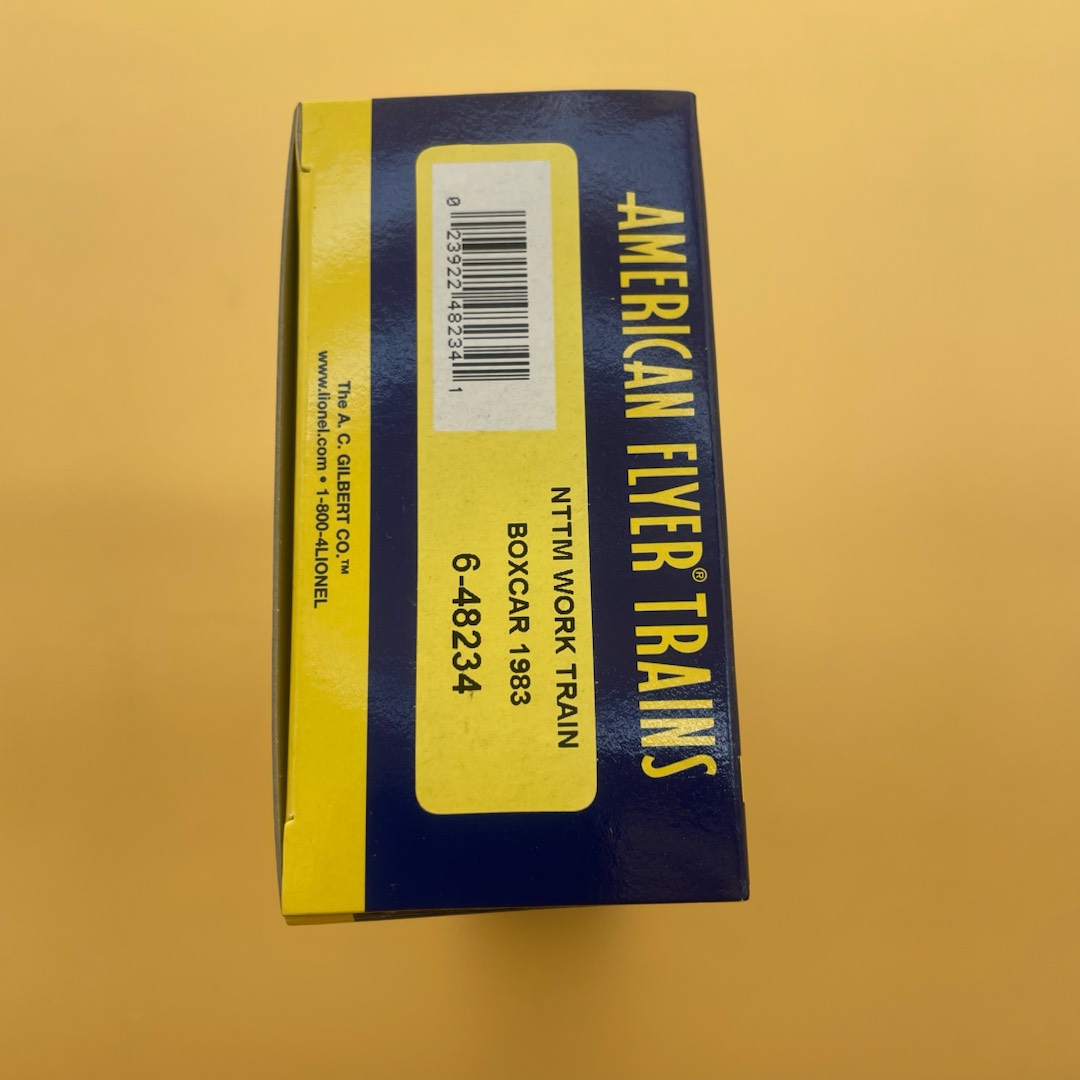 AMERICAN FLYER® TRAINS
NTTM WORK TRAIN
BOXCAR 1983
6-48234
0 23922 48234 1
The A. C. GILBERT CO.™
www.lionel.com • 1-800-4LIONEL